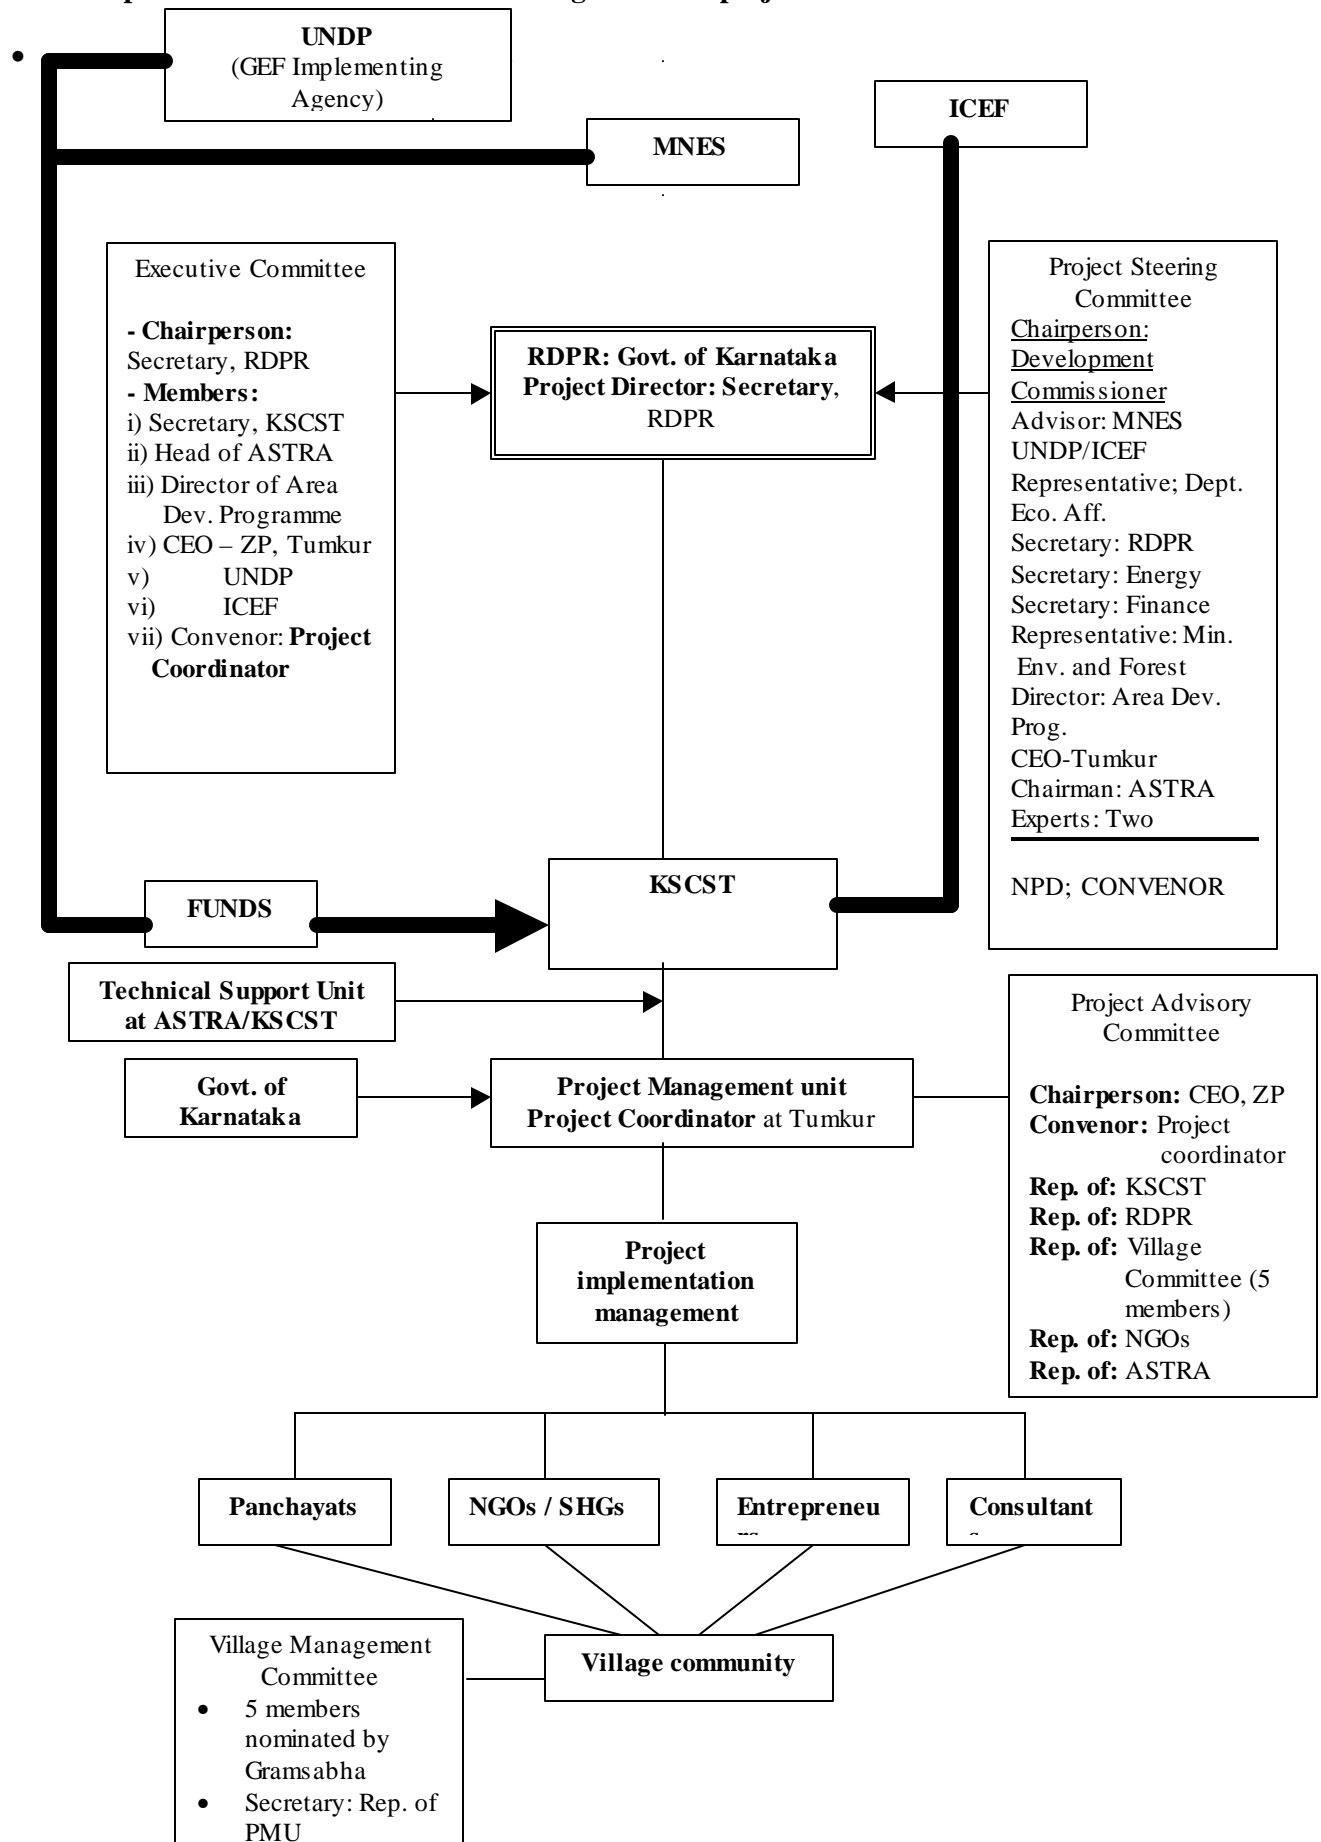 •
UNDP
(GEF Implementing
Agency)
ICEF
MNES
Executive Committee
- Chairperson:
Secretary, RDPR
- Members:
i) Secretary, KSCST
ii) Head of ASTRA
iii) Director of Area
Dev. Programme
iv) CEO – ZP, Tumkur
v) UNDP
vi) ICEF
vii) Convenor: Project
Coordinator
RDPR: Govt. of Karnataka
Project Director: Secretary,
RDPR
Project Steering
Committee
Chairperson:
Development
Commissioner
Advisor: MNES
UNDP/ICEF
Representative; Dept.
Eco. Aff.
Secretary: RDPR
Secretary: Energy
Secretary: Finance
Representative: Min.
Env. and Forest
Director: Area Dev.
Prog.
CEO-Tumkur
Chairman: ASTRA
Experts: Two
NPD; CONVENOR
KSCST
FUNDS
Technical Support Unit
at ASTRA/KSCST
Govt. of
Karnataka
Project Management unit
Project Coordinator at Tumkur
Project Advisory
Committee
Chairperson: CEO, ZP
Convenor: Project
coordinator
Rep. of: KSCST
Rep. of: RDPR
Rep. of: Village
Committee (5
members)
Rep. of: NGOs
Rep. of: ASTRA
Project
implementation
management
Panchayats
NGOs / SHGs
Entrepreneu
Consultant
Village community
Village Management
Committee
• 5 members
nominated by
Gramsabha
• Secretary: Rep. of
PMU